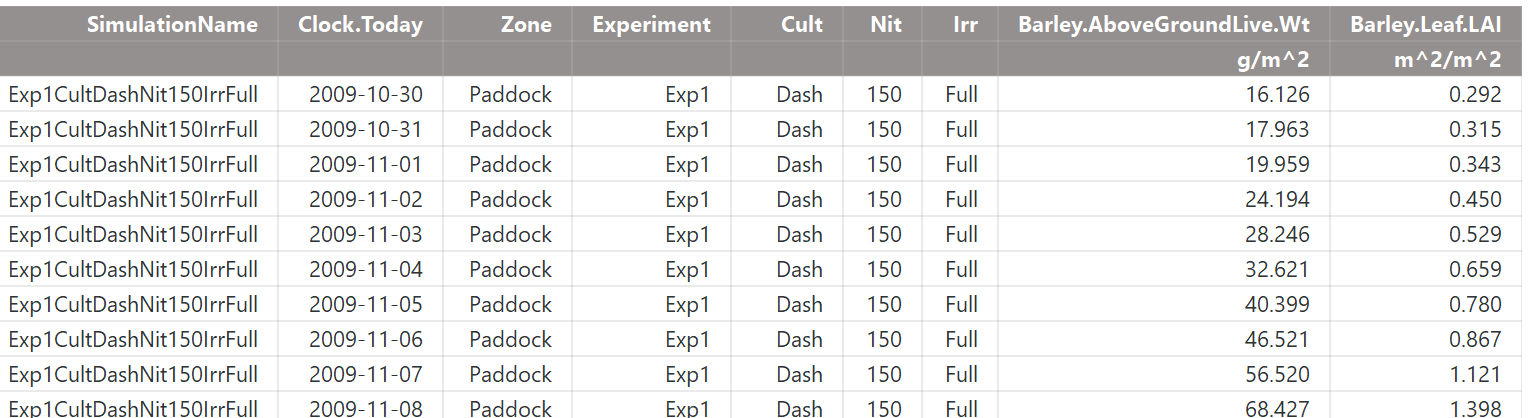 SimulationName Clock.Today Zone Experiment Cult Nit Irr Barley.AboveGroundLive.Wt Barley.Leaf.LAI
g/m^2 m^2/m^2
Exp1CultDashNit150IrrFull 2009-10-30 Paddock Exp1 Dash 150 Full 16.126 0.292
Exp1CultDashNit150IrrFull 2009-10-31 Paddock Exp1 Dash 150 Full 17.963 0.315
Exp1CultDashNit150IrrFull 2009-11-01 Paddock Exp1 Dash 150 Full 19.959 0.343
Exp1CultDashNit150IrrFull 2009-11-02 Paddock Exp1 Dash 150 Full 24.194 0.450
Exp1CultDashNit150IrrFull 2009-11-03 Paddock Exp1 Dash 150 Full 28.246 0.529
Exp1CultDashNit150IrrFull 2009-11-04 Paddock Exp1 Dash 150 Full 32.621 0.659
Exp1CultDashNit150IrrFull 2009-11-05 Paddock Exp1 Dash 150 Full 40.399 0.780
Exp1CultDashNit150IrrFull 2009-11-06 Paddock Exp1 Dash 150 Full 46.521 0.867
Exp1CultDashNit150IrrFull 2009-11-07 Paddock Exp1 Dash 150 Full 56.520 1.121
Exp1CultDashNit150IrrFull 2009-11-08 Paddock Exp1 Dash 150 Full 68.427 1.398